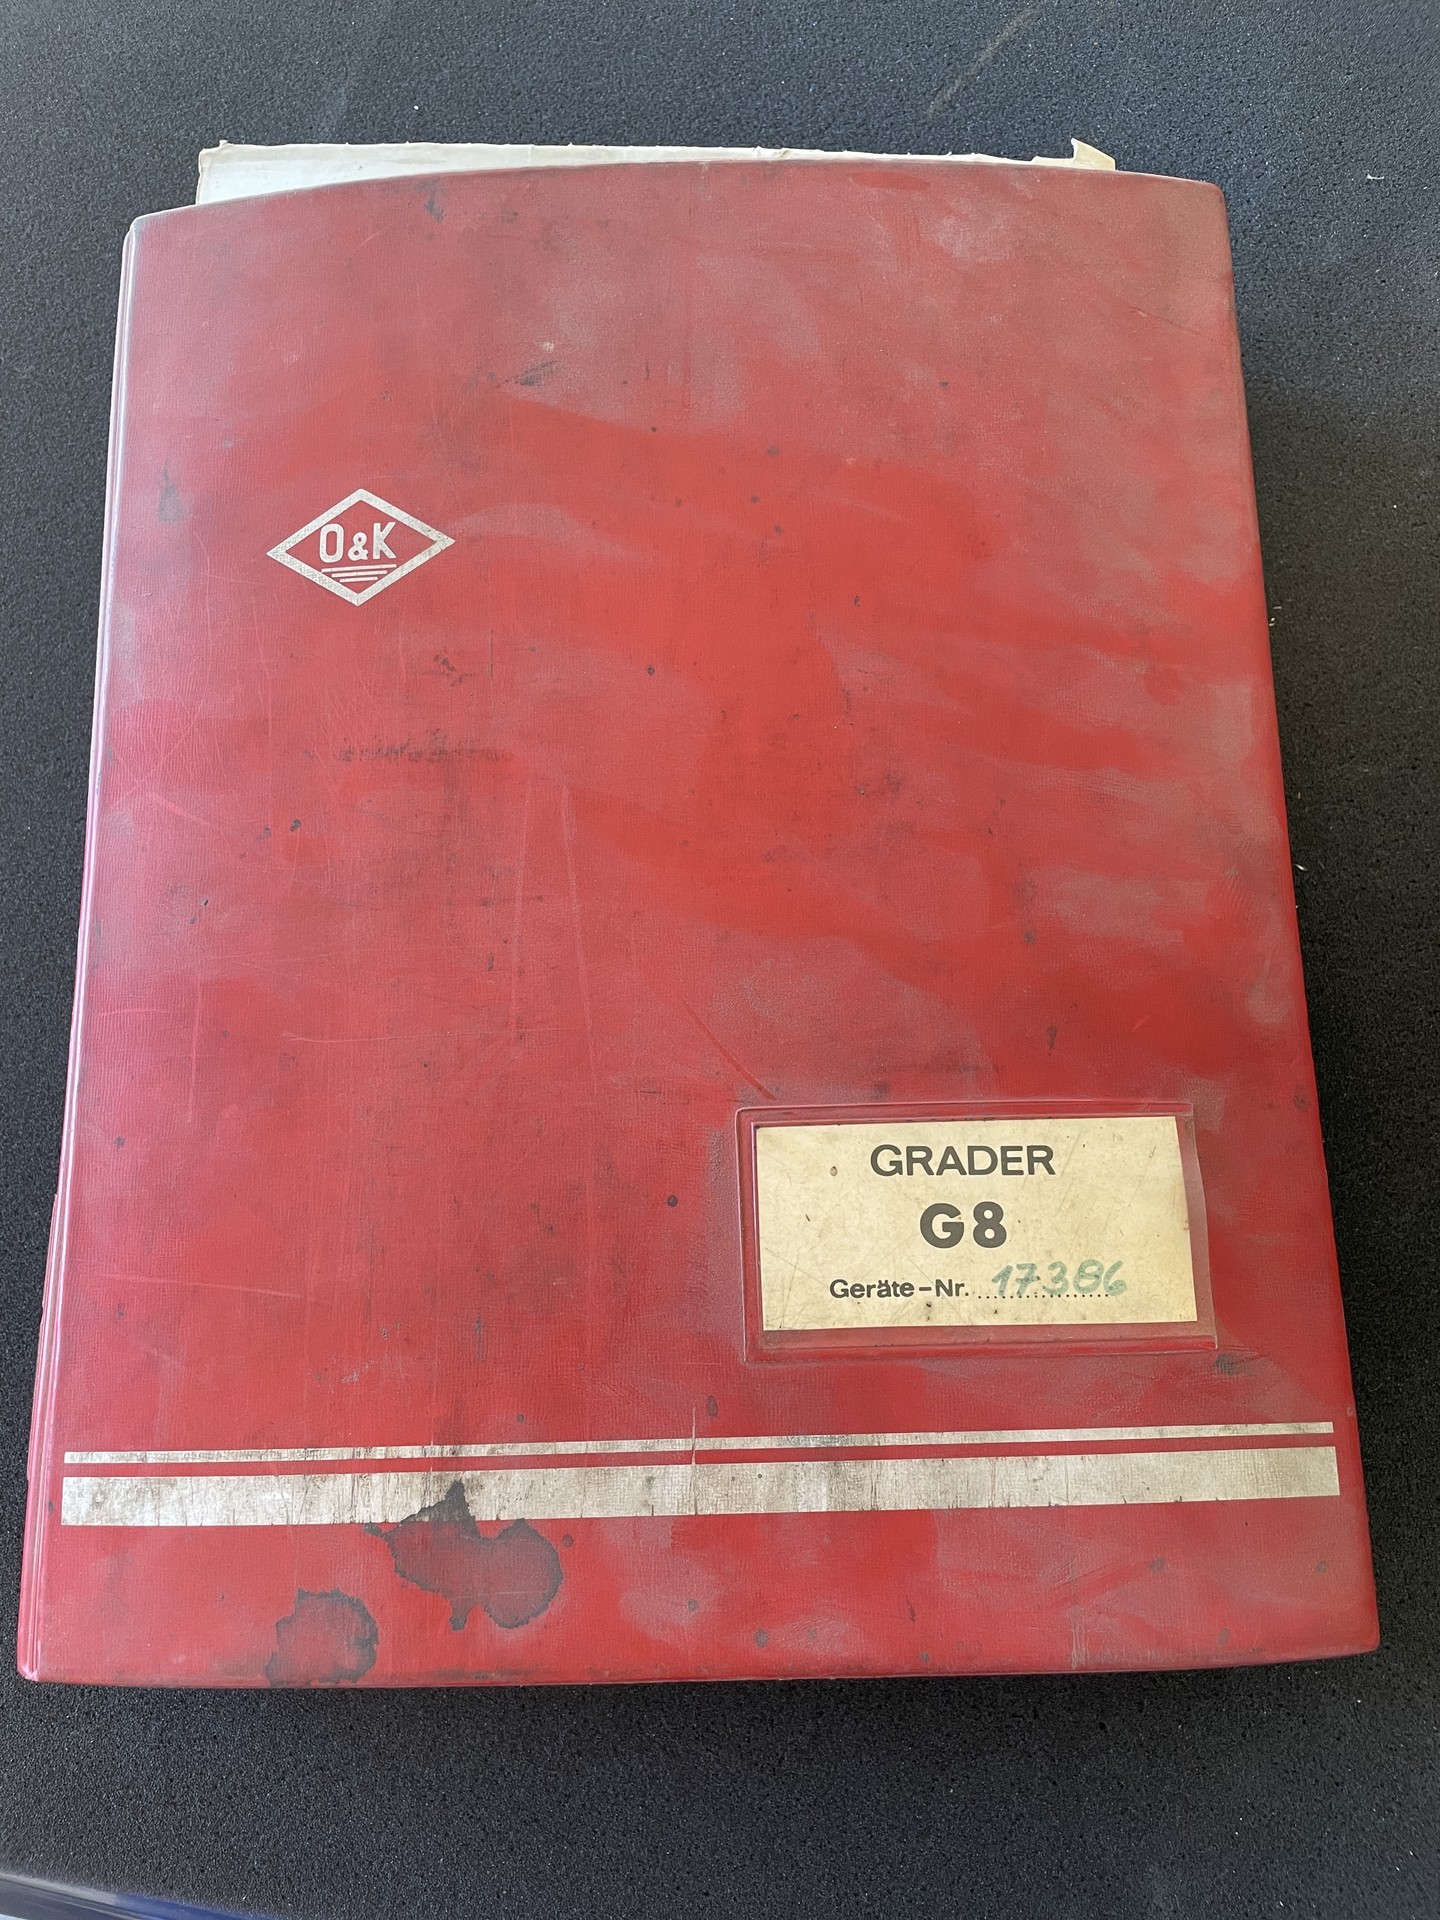 O&K
GRADER
G8
Geräte-Nr. 17386